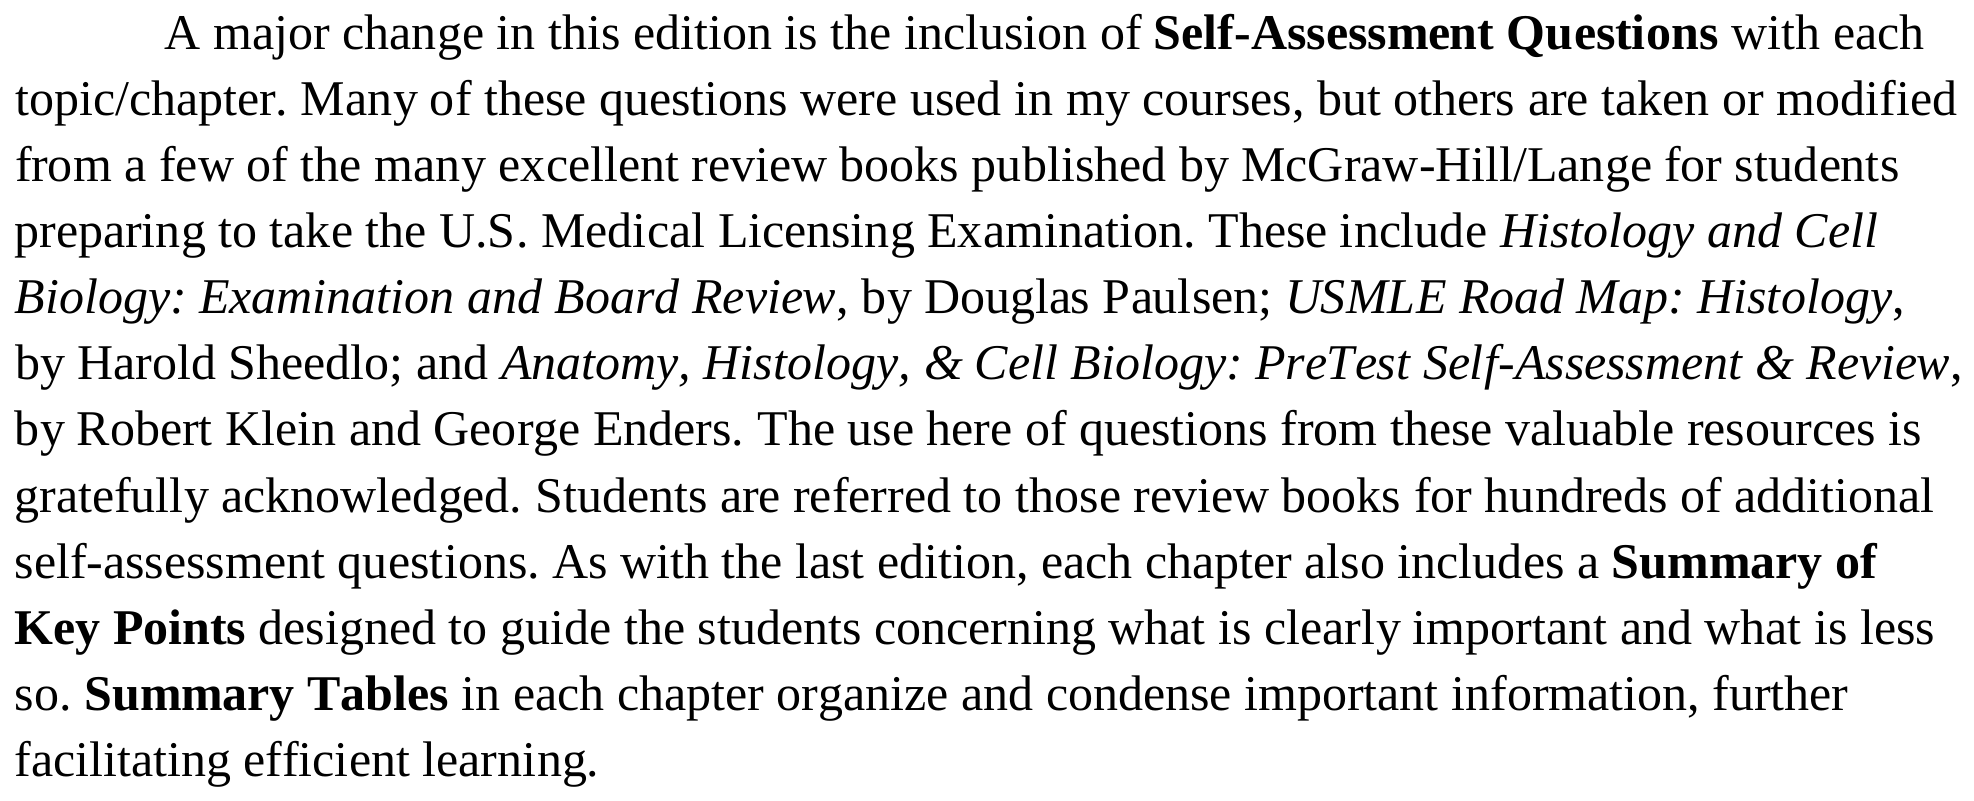 A major change in this edition is the inclusion of Self-Assessment Questions with each
topic/chapter. Many of these questions were used in my courses, but others are taken or modified
from a few of the many excellent review books published by McGraw-Hill/Lange for students
preparing to take the U.S. Medical Licensing Examination. These include Histology and Cell
Biology: Examination and Board Review, by Douglas Paulsen; USMLE Road Map: Histology,
by Harold Sheedlo; and Anatomy, Histology, & Cell Biology: PreTest Self-Assessment & Review,
by Robert Klein and George Enders. The use here of questions from these valuable resources is
gratefully acknowledged. Students are referred to those review books for hundreds of additional
self-assessment questions. As with the last edition, each chapter also includes a Summary of
Key Points designed to guide the students concerning what is clearly important and what is less
so. Summary Tables in each chapter organize and condense important information, further
facilitating efficient learning.